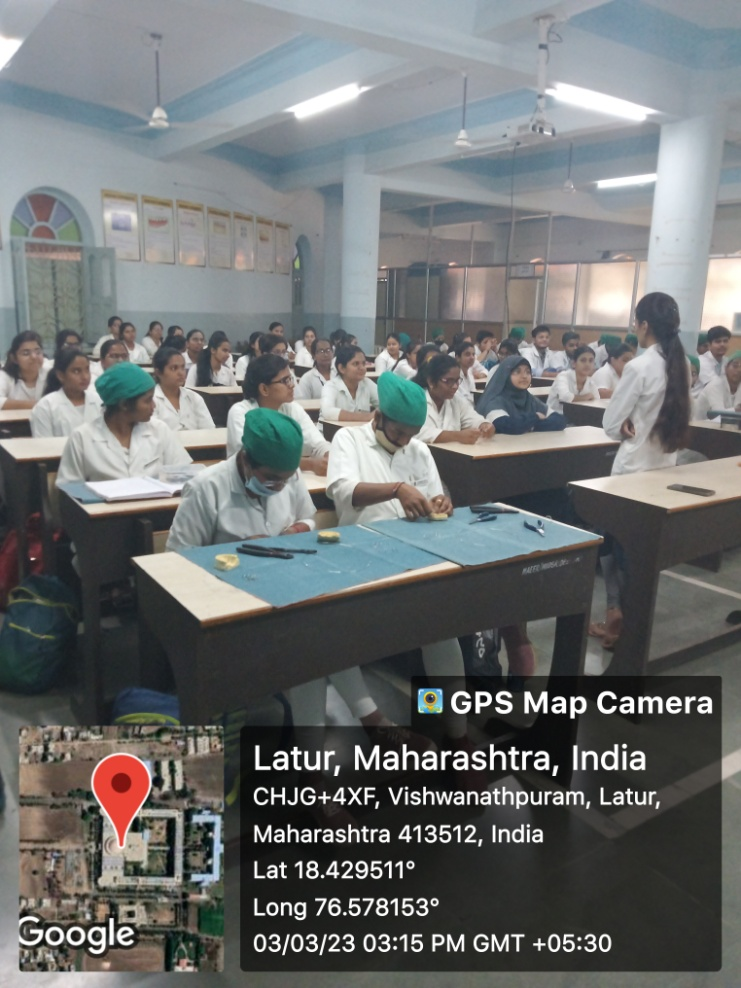 GPS Map Camera
Latur, Maharashtra, India
CHJG+4XF, Vishwanathpuram, Latur,
Maharashtra 413512, India
Lat 18.429511°
Long 76.578153°
03/03/23 03:15 PM GMT +05:30
Google